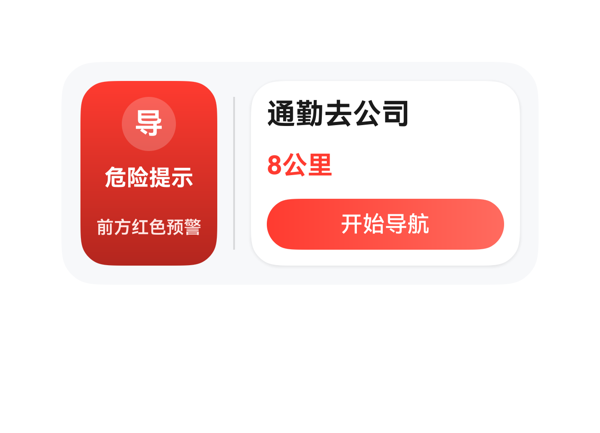 导
危险提示
前方红色预警
通勤去公司
8公里
开始导航